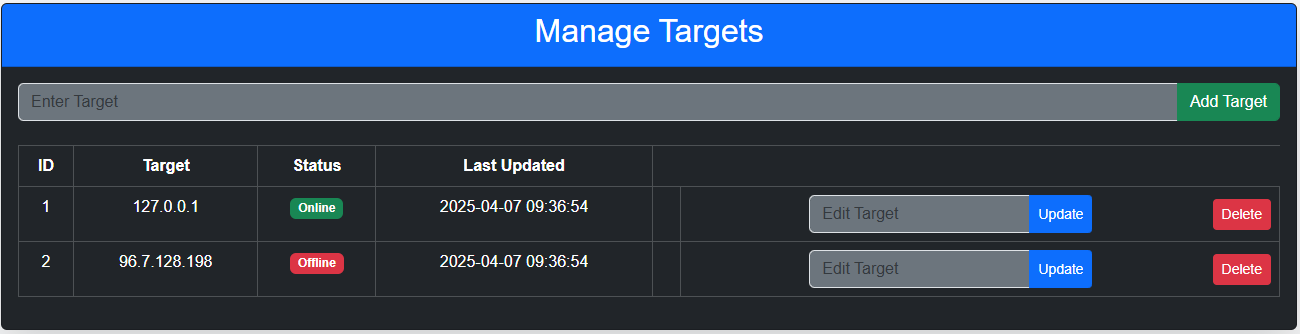 Manage Targets
Enter Target Add Target
ID Target Status Last Updated
1 127.0.0.1 Online 2025-04-07 09:36:54 Edit Target Update Delete
2 96.7.128.198 Offline 2025-04-07 09:36:54 Edit Target Update Delete